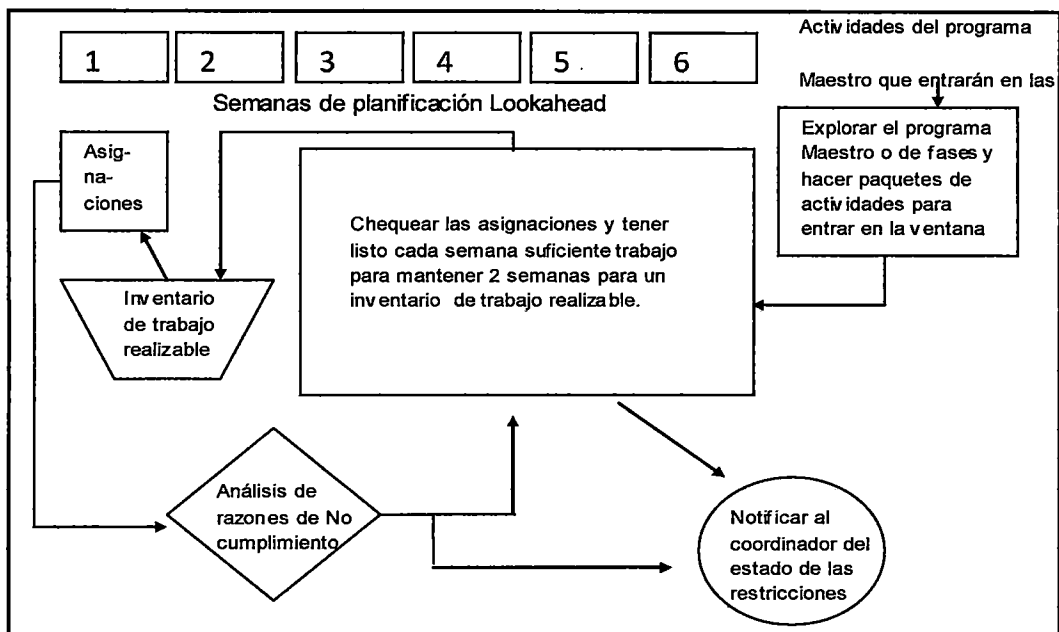 1 2 3 4 5 6
Semanas de planificación Lookahead
Actividades del programa
Maestro que entrarán en las
Explorar el programa
Maestro o de fases y
hacer paquetes de
actividades para
entrar en la ventana
Asig-
na-
ciones
Chequear las asignaciones y tener
listo cada semana suficiente trabajo
para mantener 2 semanas para un
inventario de trabajo realizable.
Inventario
de trabajo
realizable
Análisis de
razones de No
cumplimiento
Notificar al
coordinador del
estado de las
restricciones